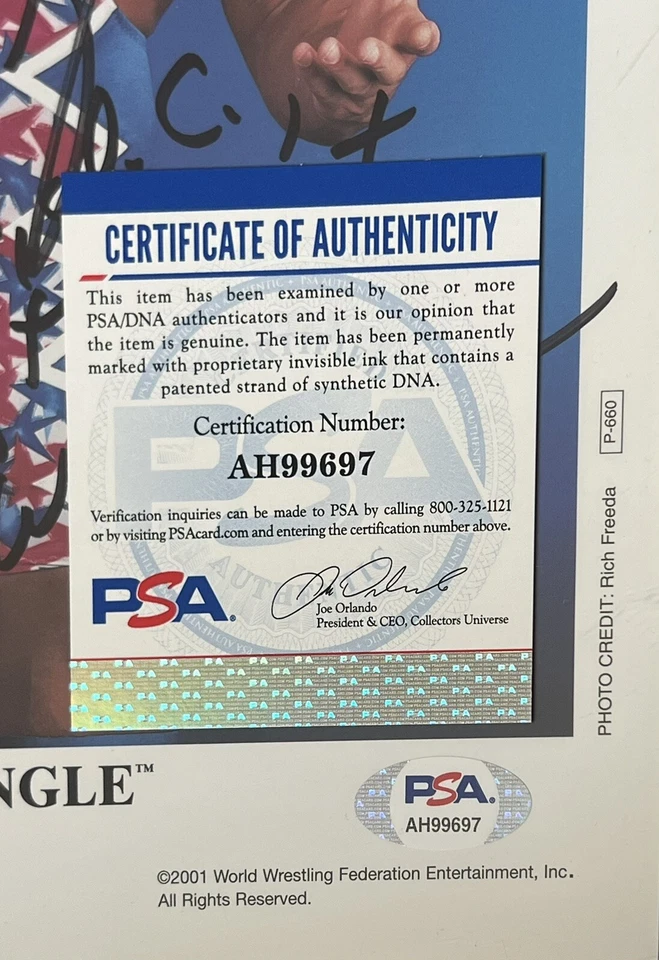 CERTIFICATE OF AUTHENTICITY
This item has been examined by one or more
PSA/DNA authenticators and it is our opinion that
the item is genuine. The item has been permanently
marked with proprietary invisible ink that contains a
patented strand of synthetic DNA.
Certification Number:
AH99697
Verification inquiries can be made to PSA by calling 800-325-1121
or by visiting PSAcard.com and entering the certification number above.
PSA.
Joe Orlando
President & CEO, Collectors Universe
PHOTO CREDIT: Rich Freeda P-660
NGLE™
PSA.
AH99697
©2001 World Wrestling Federation Entertainment, Inc.
All Rights Reserved.